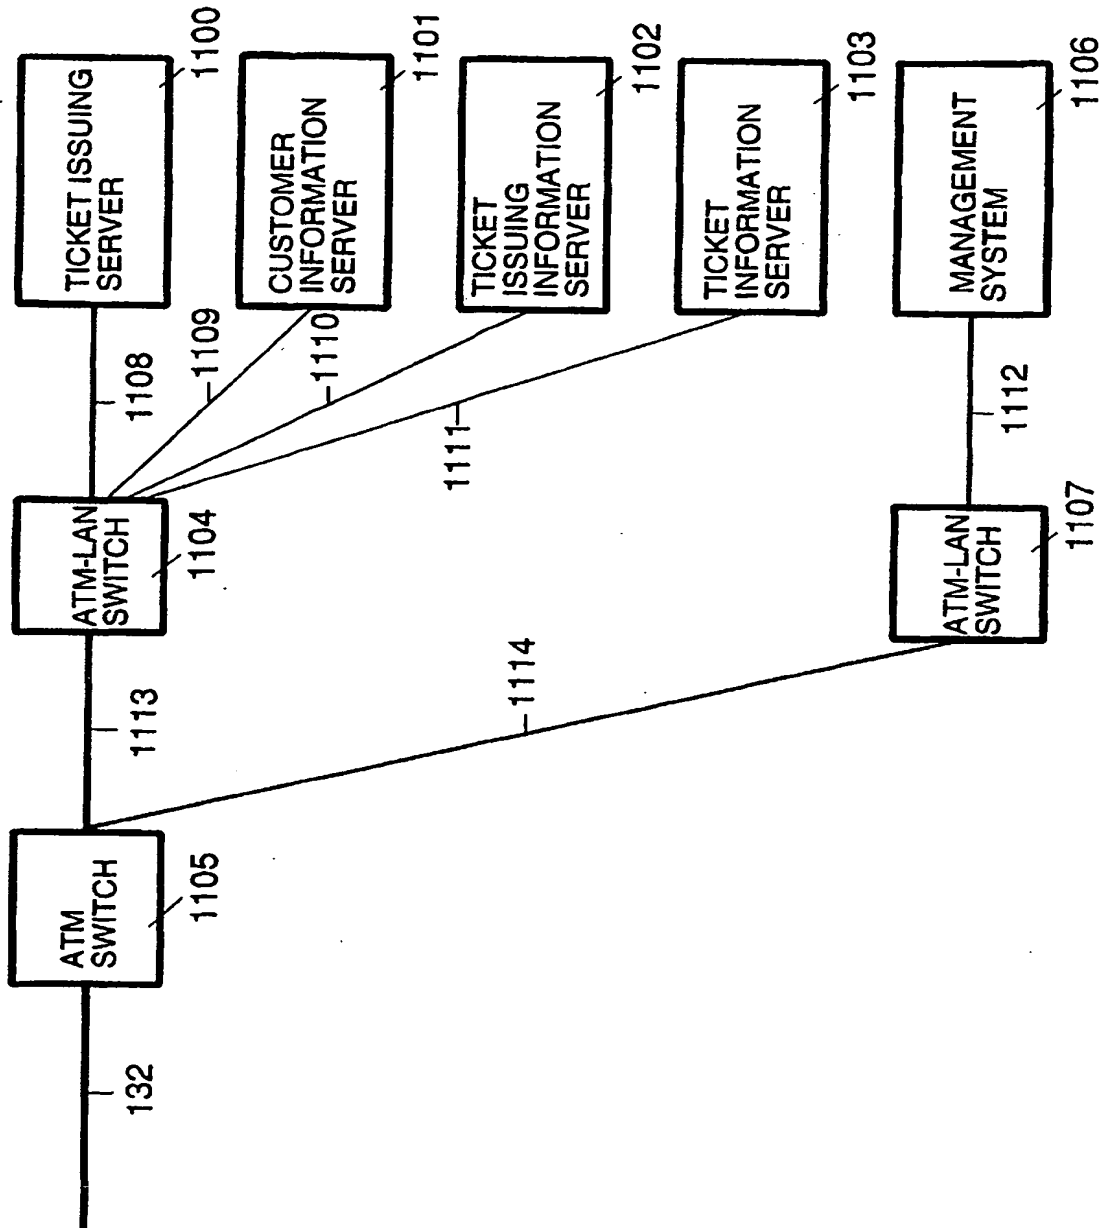 132
ATM
SWITCH
1105
1113
1114
ATM-LAN
SWITCH
1104
ATM-LAN
SWITCH
1107
1108
1109
1110
1111
1112
TICKET ISSUING
SERVER
1100
CUSTOMER
INFORMATION
SERVER
1101
TICKET
ISSUING
INFORMATION
SERVER
1102
TICKET
INFORMATION
SERVER
1103
MANAGEMENT
SYSTEM
1106